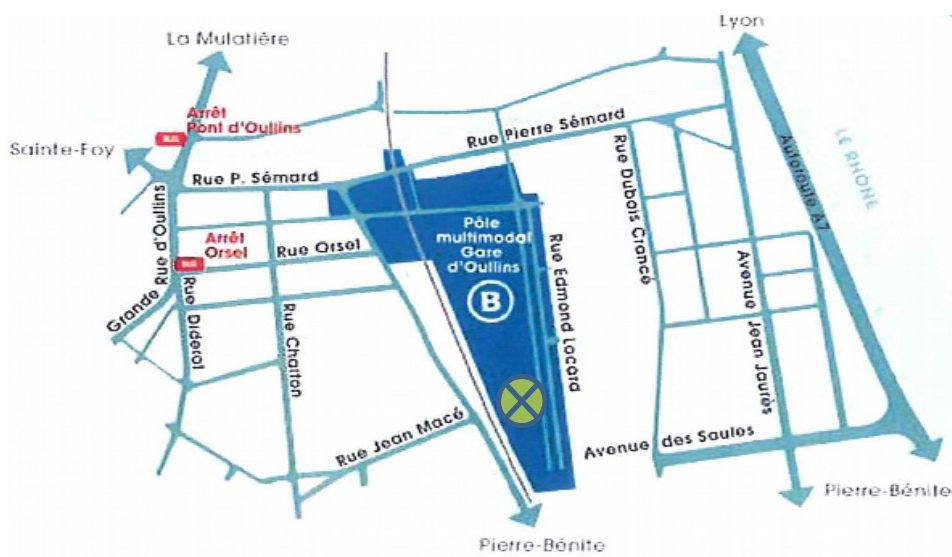 Lyon
La Mulatière
Arrêt
Pont d'Oullins
BUS
Sainte-Foy
Rue Pierre Sémard
Rue P. Sémard
Autoroute A7
LE RHÔNE
Rue Dubois Crancé
Grande Rue d'Oullins
Arrêt
Orsel
BUS
Rue Orsel
Pôle
multimodal
Gare
d'Oullins
B
Rue Edmond Locard
Avenue Jean Jaurès
Rue Diderot
Rue Charton
Rue Jean Macé
Avenue des Saules
Pierre-Bénite
Pierre-Bénite